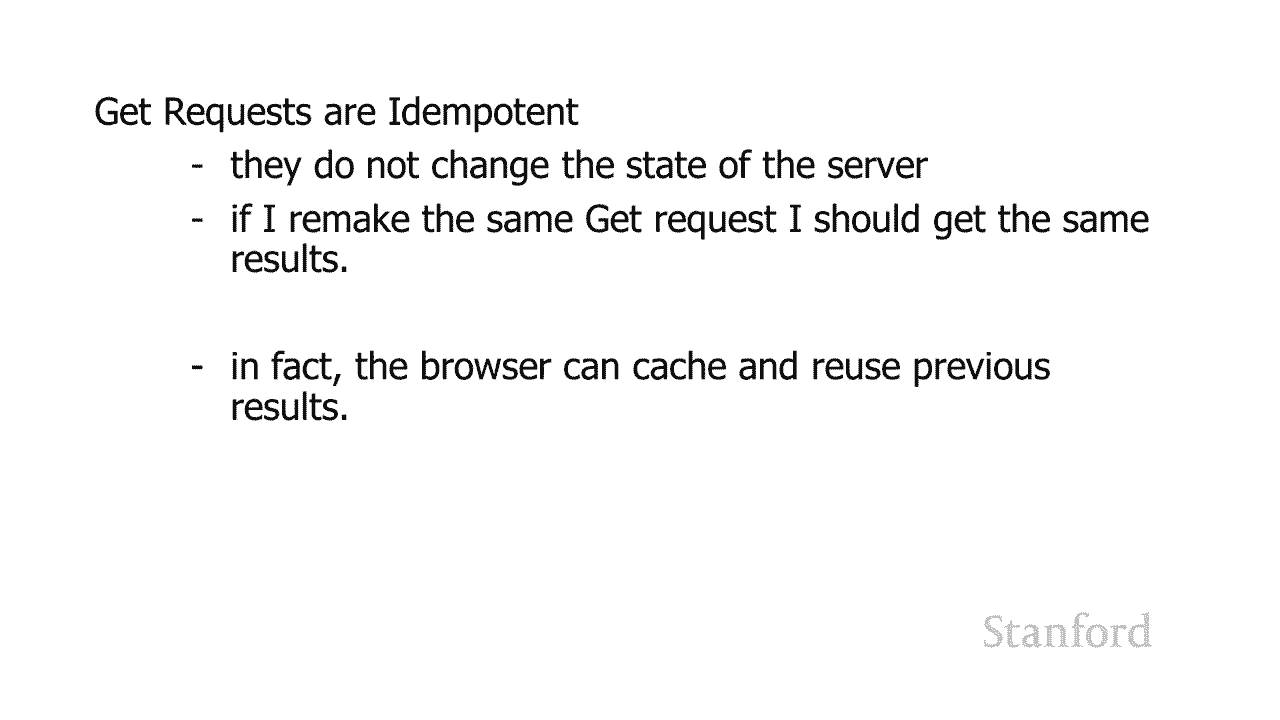 Get Requests are Idempotent
- they do not change the state of the server
- if I remake the same Get request I should get the same
results.
- in fact, the browser can cache and reuse previous
results.
Stanford